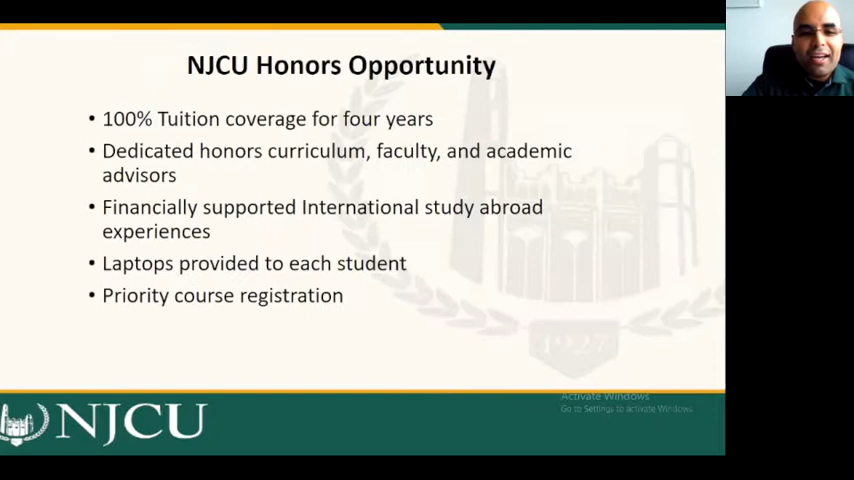 NJCU Honors Opportunity
• 100% Tuition coverage for four years
• Dedicated honors curriculum, faculty, and academic
advisors
• Financially supported International study abroad
experiences
• Laptops provided to each student
• Priority course registration
1927
Activate Windows
Go to Settings to activate Windows.
NJCU